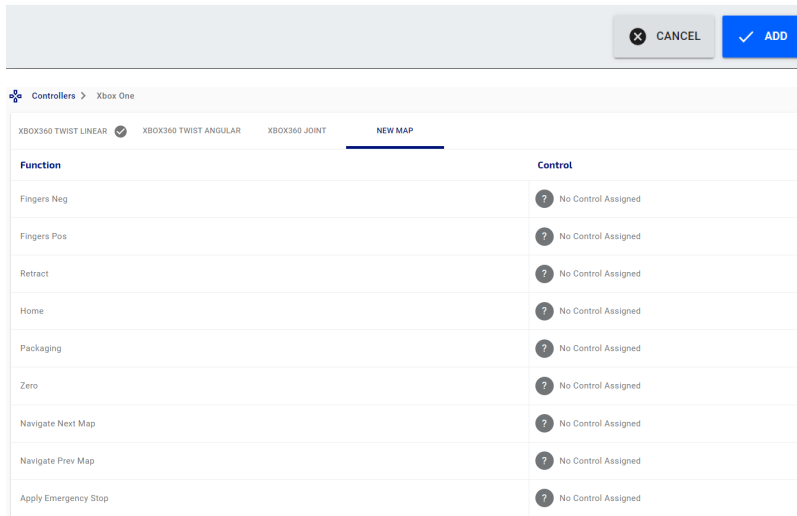 CANCEL ADD
Controllers > Xbox One
XBOX360 TWIST LINEAR XBOX360 TWIST ANGULAR XBOX360 JOINT NEW MAP
Function Control
Fingers Neg ? No Control Assigned
Fingers Pos ? No Control Assigned
Retract ? No Control Assigned
Home ? No Control Assigned
Packaging ? No Control Assigned
Zero ? No Control Assigned
Navigate Next Map ? No Control Assigned
Navigate Prev Map ? No Control Assigned
Apply Emergency Stop ? No Control Assigned